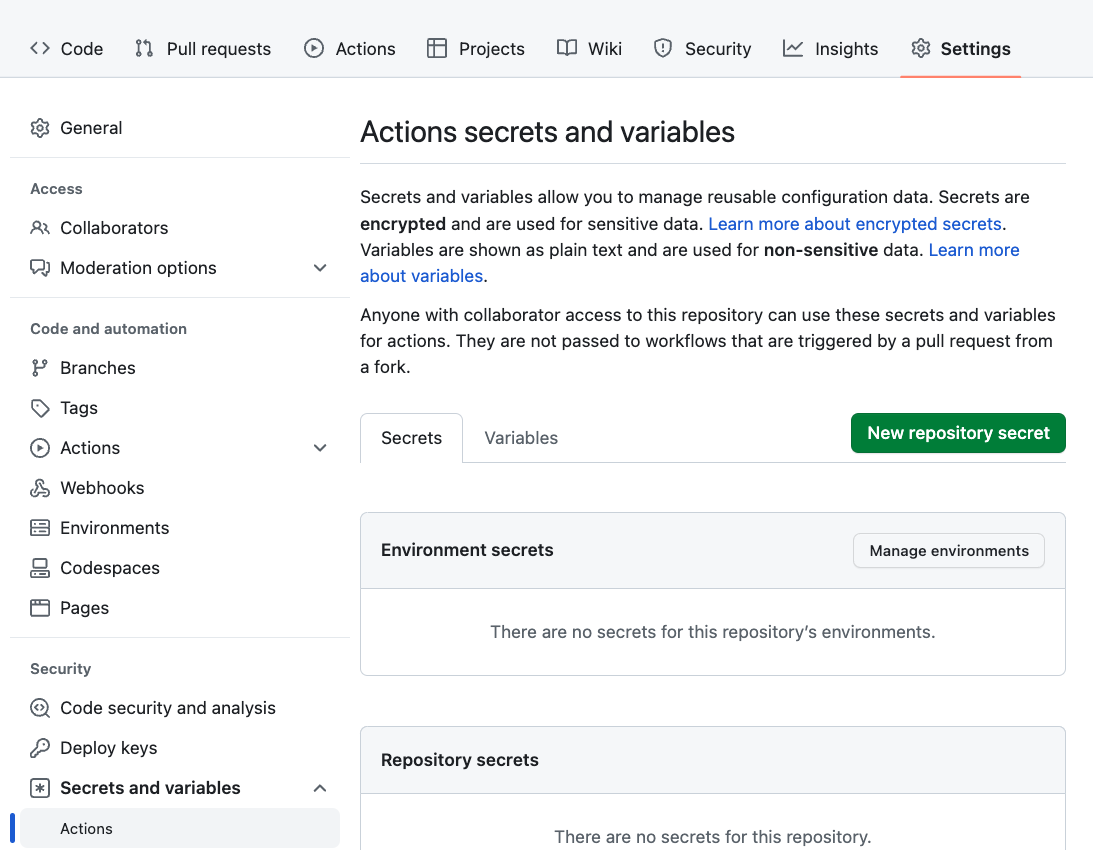 Code Pull requests Actions Projects Wiki Security Insights Settings
General
Access
Collaborators
Moderation options
Code and automation
Branches
Tags
Actions
Webhooks
Environments
Codespaces
Pages
Security
Code security and analysis
Deploy keys
Secrets and variables
Actions
Actions secrets and variables
Secrets and variables allow you to manage reusable configuration data. Secrets are
encrypted and are used for sensitive data. Learn more about encrypted secrets.
Variables are shown as plain text and are used for non-sensitive data. Learn more
about variables.
Anyone with collaborator access to this repository can use these secrets and variables
for actions. They are not passed to workflows that are triggered by a pull request from
a fork.
Secrets Variables New repository secret
Environment secrets Manage environments
There are no secrets for this repository’s environments.
Repository secrets
There are no secrets for this repository.